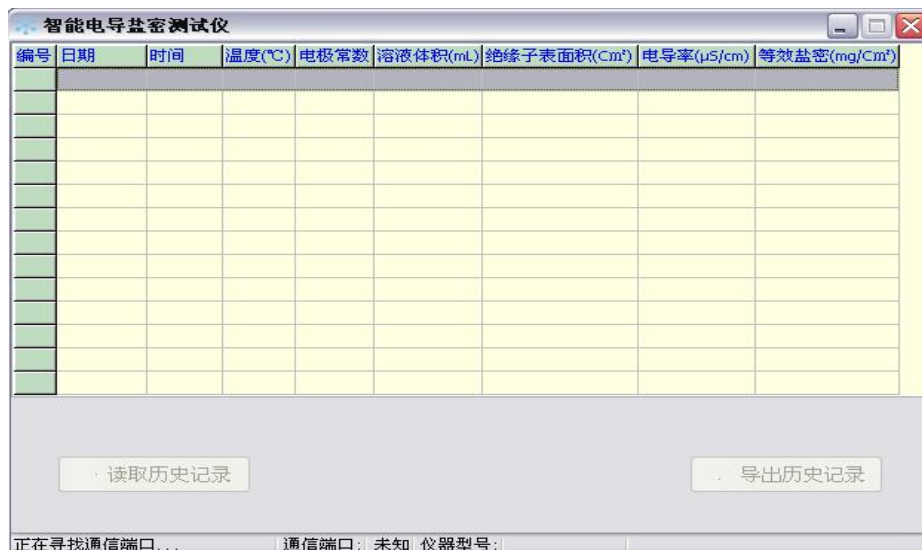 智能电导盐密测试仪
编号 日期 时间 温度(℃) 电极常数 溶液体积(mL) 绝缘子表面积(Cm²) 电导率(μS/cm) 等效盐密(mg/Cm²)
读取历史记录 导出历史记录
正在寻找通信端口... 通信端口: 未知 仪器型号: